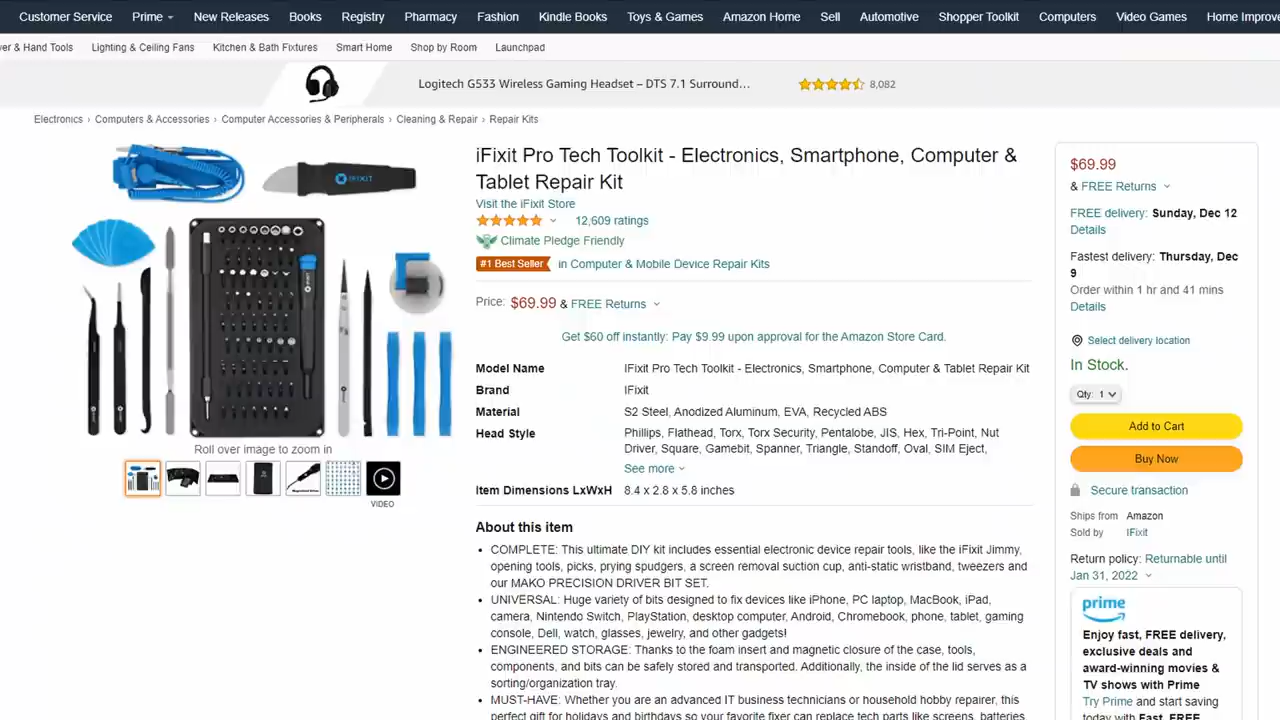 Customer Service Prime New Releases Books Registry Pharmacy Fashion Kindle Books Toys & Games Amazon Home Sell Automotive Shopper Toolkit Computers Video Games Home Improve
er & Hand Tools Lighting & Ceiling Fans Kitchen & Bath Fixtures Smart Home Shop by Room Launchpad
Logitech G533 Wireless Gaming Headset – DTS 7.1 Surround... 8,082
Electronics › Computers & Accessories › Computer Accessories & Peripherals › Cleaning & Repair › Repair Kits
iFixit Pro Tech Toolkit - Electronics, Smartphone, Computer &
Tablet Repair Kit
Visit the iFixit Store
12,609 ratings
Climate Pledge Friendly
#1 Best Seller in Computer & Mobile Device Repair Kits
Price: $69.99 & FREE Returns
Get $60 off instantly: Pay $9.99 upon approval for the Amazon Store Card.
Model Name IFixit Pro Tech Toolkit - Electronics, Smartphone, Computer & Tablet Repair Kit
Brand IFixit
Material S2 Steel, Anodized Aluminum, EVA, Recycled ABS
Head Style Phillips, Flathead, Torx, Torx Security, Pentalobe, JIS, Hex, Tri-Point, Nut
Driver, Square, Gamebit, Spanner, Triangle, Standoff, Oval, SIM Eject,
See more
Item Dimensions LxWxH 8.4 x 2.8 x 5.8 inches
About this item
• COMPLETE: This ultimate DIY kit includes essential electronic device repair tools, like the iFixit Jimmy,
opening tools, picks, prying spudgers, a screen removal suction cup, anti-static wristband, tweezers and
our MAKO PRECISION DRIVER BIT SET.
• UNIVERSAL: Huge variety of bits designed to fix devices like iPhone, PC laptop, MacBook, iPad,
camera, Nintendo Switch, PlayStation, desktop computer, Android, Chromebook, phone, tablet, gaming
console, Dell, watch, glasses, jewelry, and other gadgets!
• ENGINEERED STORAGE: Thanks to the foam insert and magnetic closure of the case, tools,
components, and bits can be safely stored and transported. Additionally, the inside of the lid serves as a
sorting/organization tray.
• MUST-HAVE: Whether you are an advanced IT business technicians or household hobby repairer, this
perfect gift for holidays and birthdays so your favorite fixer can replace tech parts like screens, batteries,
IFIXIT
Roll over image to zoom in
VIDEO
$69.99
& FREE Returns
FREE delivery: Sunday, Dec 12
Details
Fastest delivery: Thursday, Dec
9
Order within 1 hr and 41 mins
Details
Select delivery location
In Stock.
Qty: 1
Add to Cart
Buy Now
Secure transaction
Ships from Amazon
Sold by IFixit
Return policy: Returnable until
Jan 31, 2022
prime
Enjoy fast, FREE delivery,
exclusive deals and
award-winning movies &
TV shows with Prime
Try Prime and start saving
today with Fast, FREE